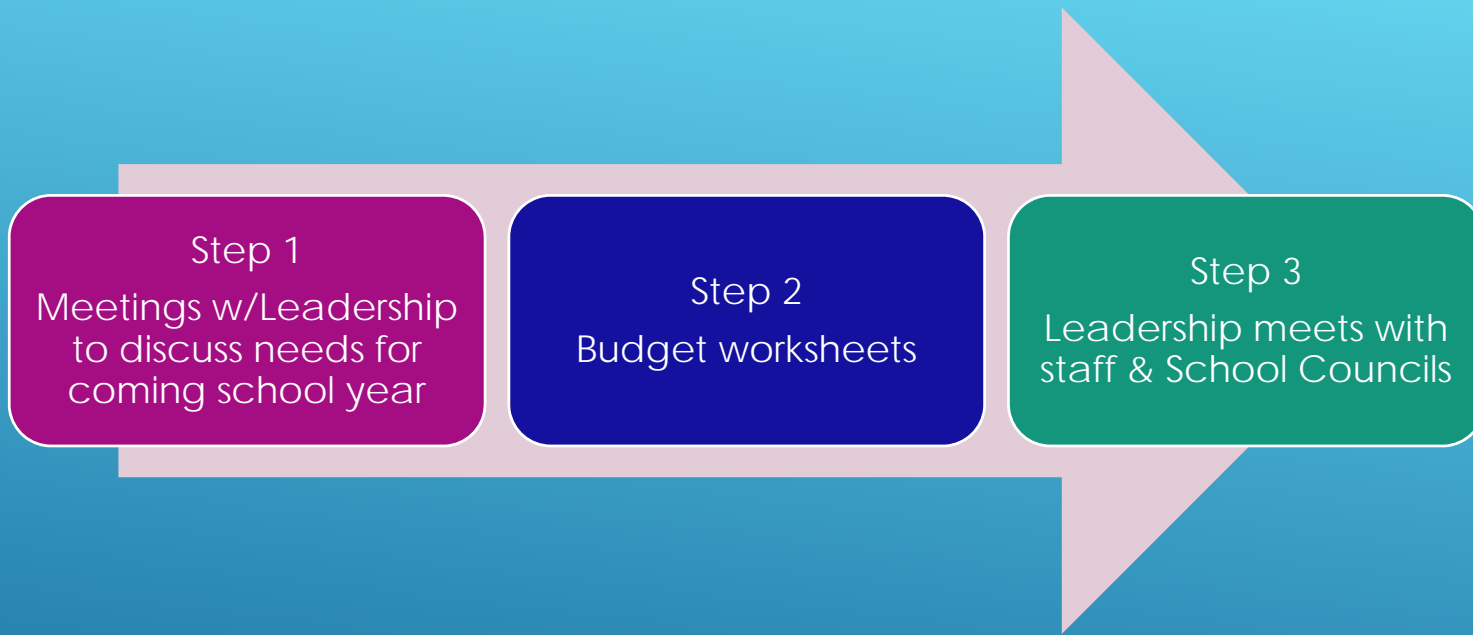 Step 1
Meetings w/Leadership
to discuss needs for
coming school year
Step 2
Budget worksheets
Step 3
Leadership meets with
staff & School Councils